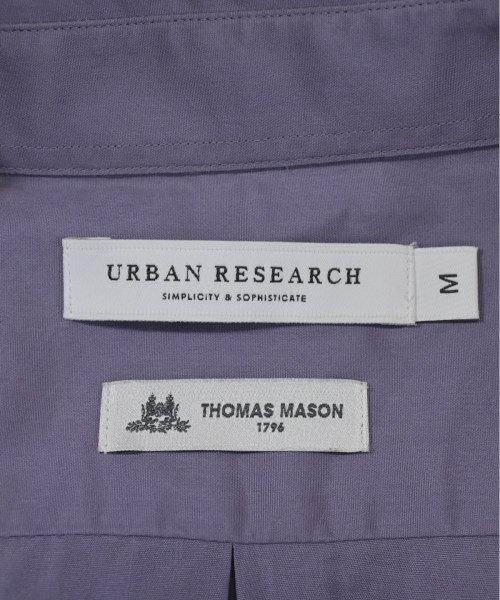 URBAN RESEARCH
SIMPLICITY & SOPHISTICATE
M
THOMAS MASON
1796